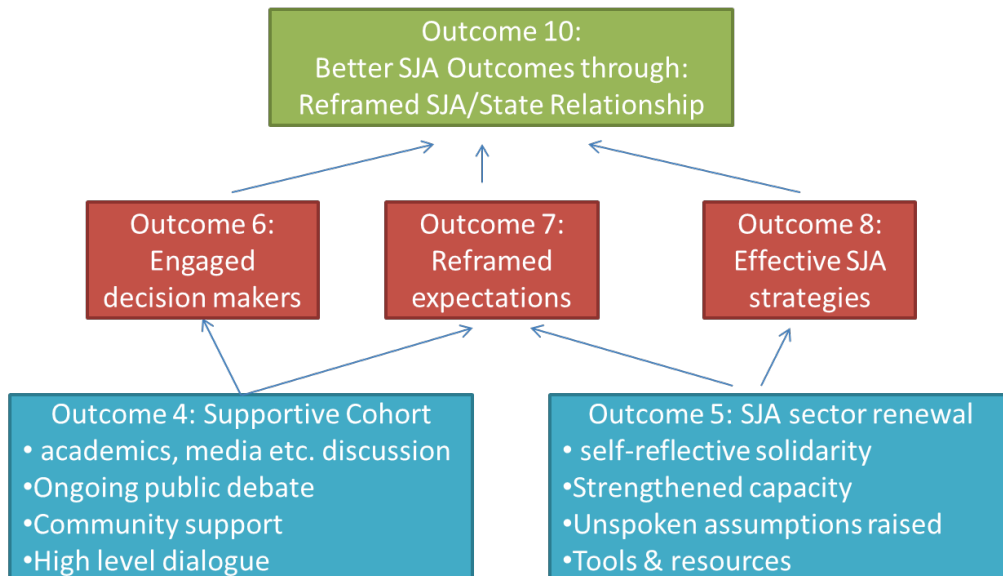 Outcome 10:
Better SJA Outcomes through:
Reframed SJA/State Relationship
Outcome 6:
Engaged
decision makers
Outcome 7:
Reframed
expectations
Outcome 8:
Effective SJA
strategies
Outcome 4: Supportive Cohort
• academics, media etc. discussion
•Ongoing public debate
•Community support
•High level dialogue
Outcome 5: SJA sector renewal
• self-reflective solidarity
•Strengthened capacity
•Unspoken assumptions raised
•Tools & resources